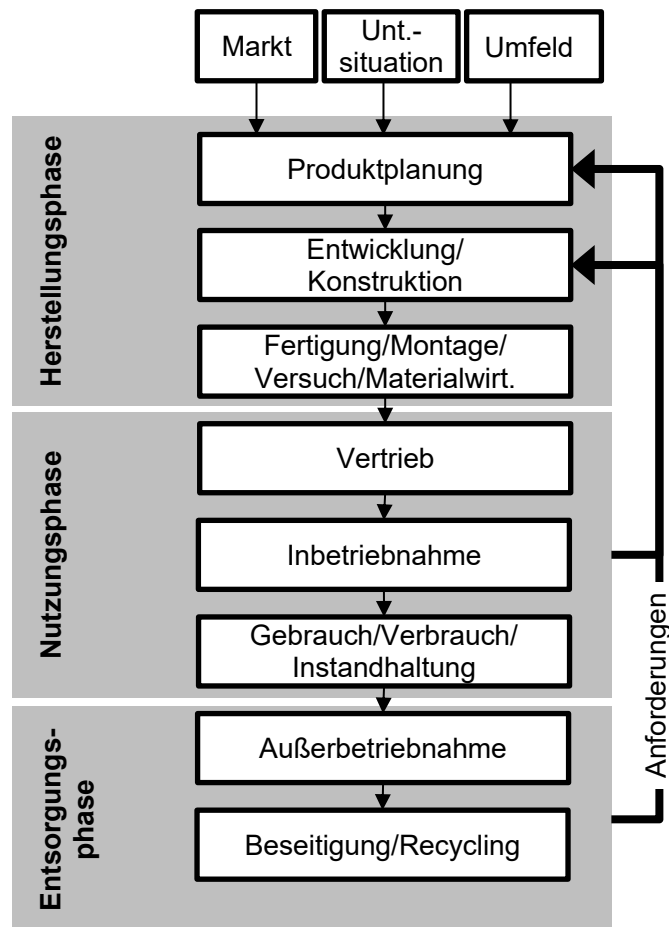 Markt
Unt.-
situation
Umfeld
Herstellungsphase
Produktplanung
Entwicklung/
Konstruktion
Fertigung/Montage/
Versuch/Materialwirt.
Nutzungsphase
Vertrieb
Inbetriebnahme
Gebrauch/Verbrauch/
Instandhaltung
Anforderungen
Entsorgungs-
phase
Außerbetriebnahme
Beseitigung/Recycling